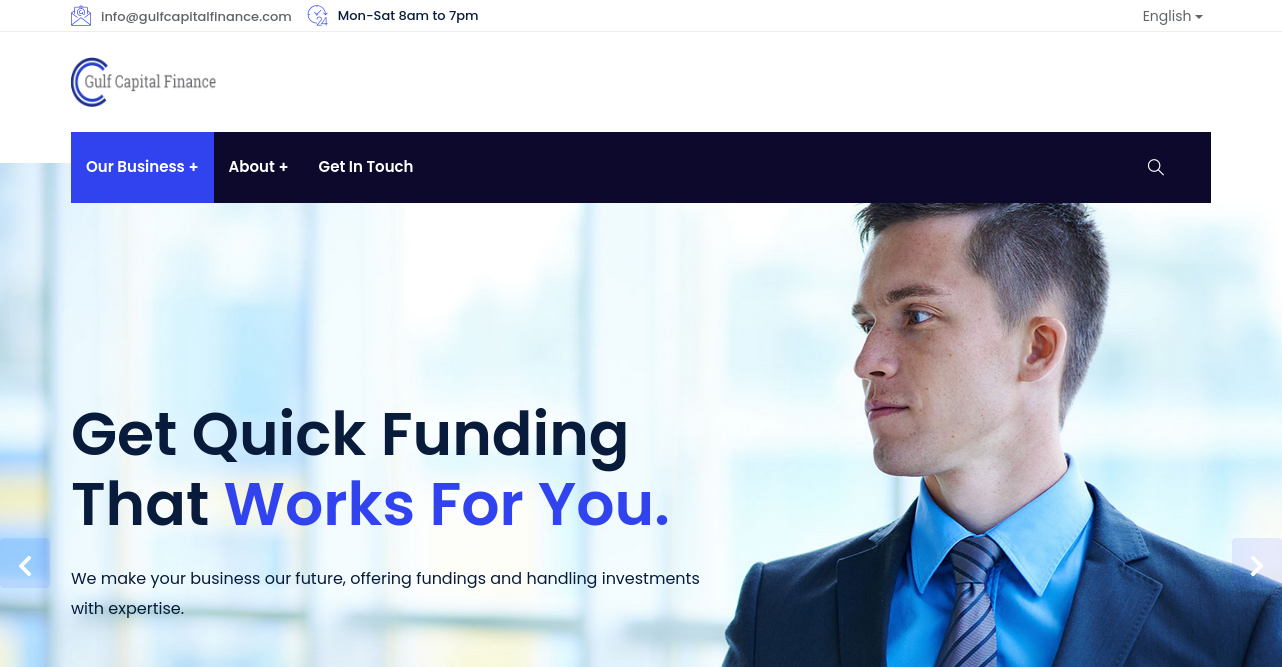 info@gulfcapitalfinance.com
Mon-Sat 8am to 7pm
English
Gulf Capital Finance
Our Business +
About +
Get In Touch
Get Quick Funding
That Works For You.
We make your business our future, offering fundings and handling investments
with expertise.